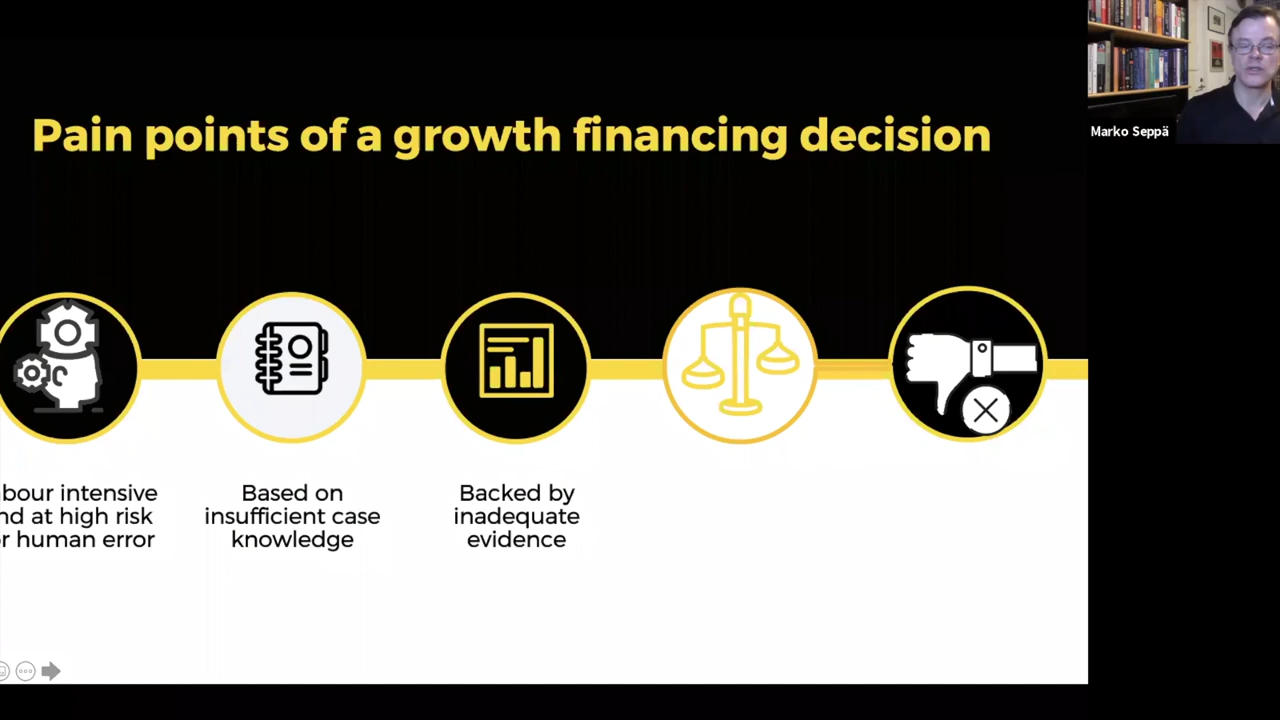 Pain points of a growth financing decision
Marko Seppä
bour intensive
nd at high risk
r human error
Based on
insufficient case
knowledge
Backed by
inadequate
evidence